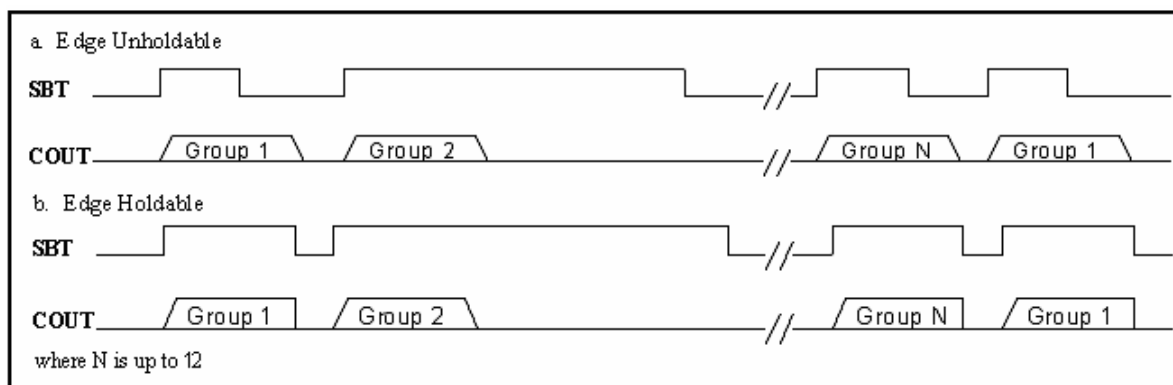 a. Edge Unholdable
SBT
COUT Group 1 Group 2 // Group N Group 1
b. Edge Holdable
SBT
COUT Group 1 Group 2 // Group N Group 1
where N is up to 12